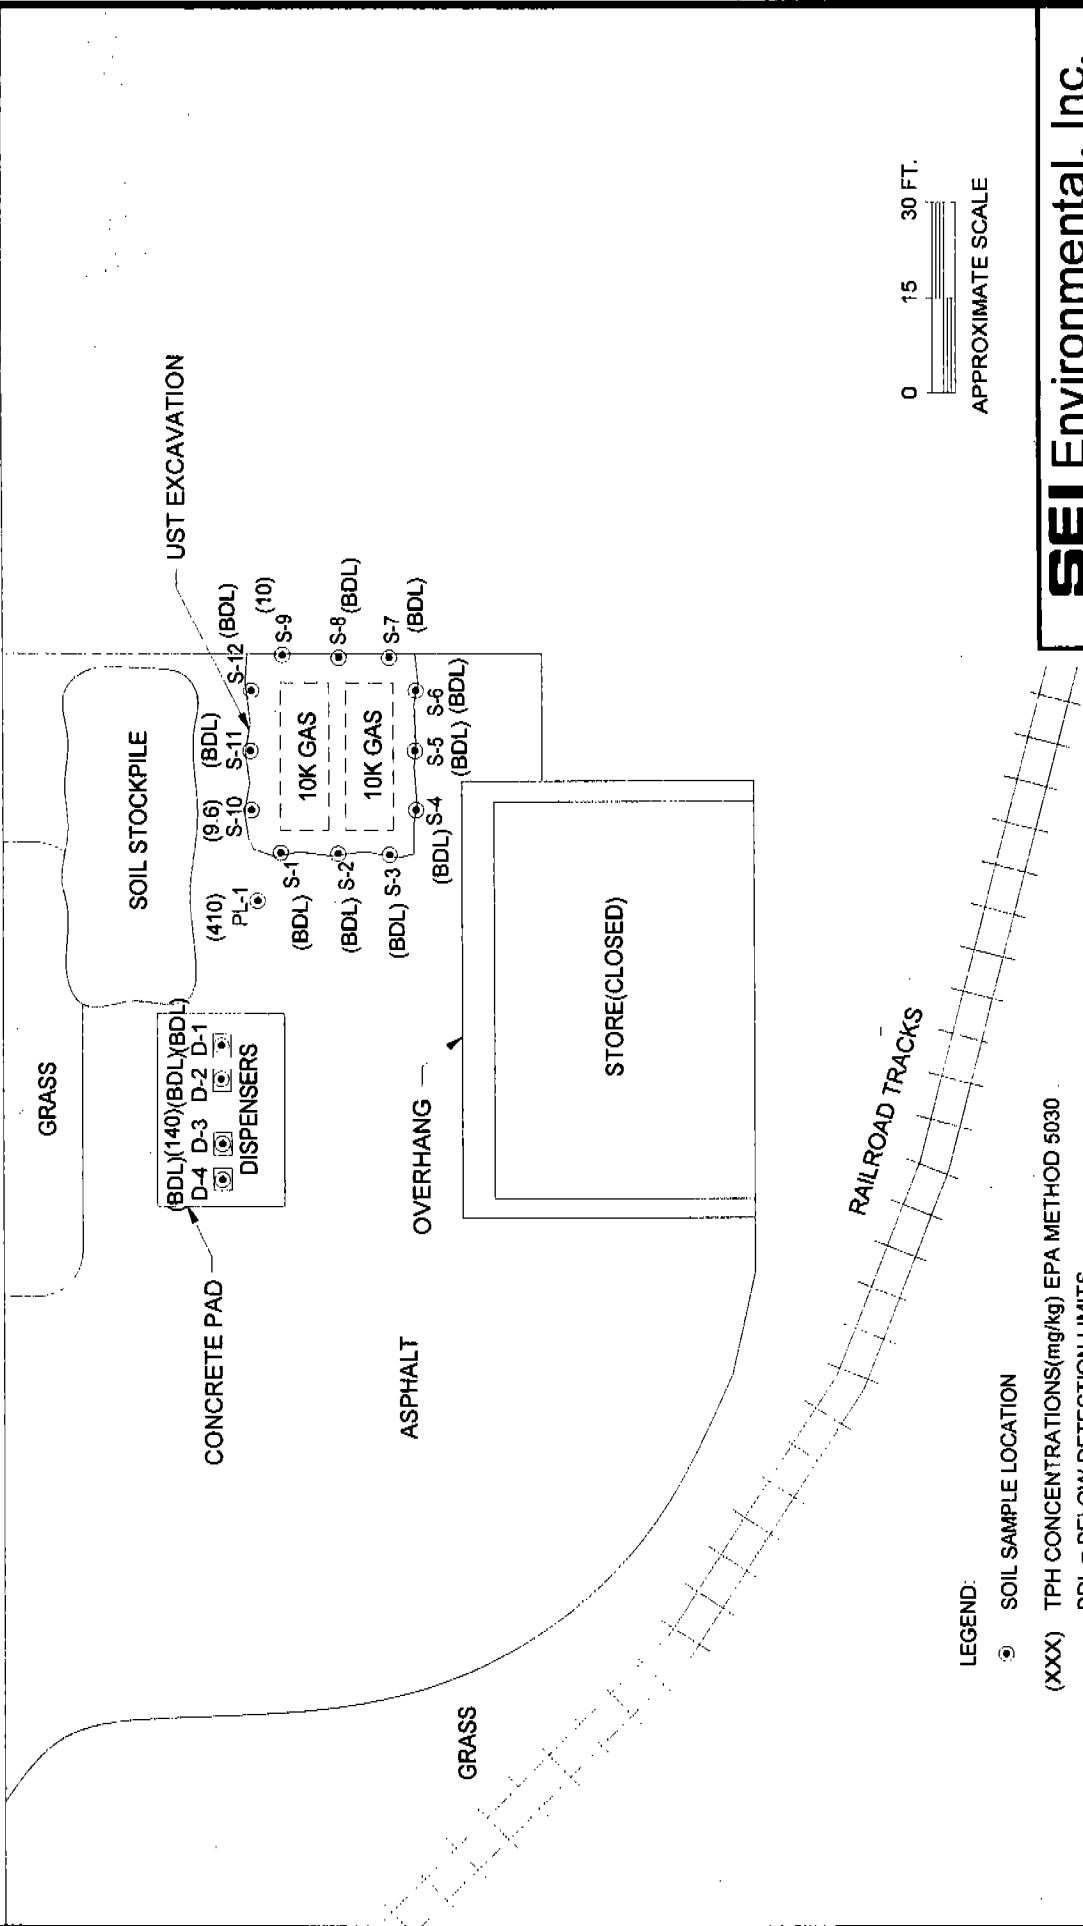 GRASS
SOIL STOCKPILE
UST EXCAVATION
CONCRETE PAD
(BDL)(140)(BDL)(BDL)
D-4 D-3 D-2 D-1
DISPENSERS
(410)
PL-1
(9.6)
S-10
(BDL)
S-11
S-12 (BDL)
(10)
S-9
S-8 (BDL)
S-7
(BDL)
(BDL) S-1
(BDL) S-2
(BDL) S-3
10K GAS
10K GAS
S-4
(BDL)
S-5
(BDL)
S-6
(BDL)
ASPHALT
OVERHANG
STORE(CLOSED)
GRASS
RAILROAD TRACKS
0 15 30 FT.
APPROXIMATE SCALE
LEGEND:
SOIL SAMPLE LOCATION
(XXX) TPH CONCENTRATIONS(mg/kg) EPA METHOD 5030
BDL = BELOW DETECTION LIMITS
SEI Environmental, Inc.